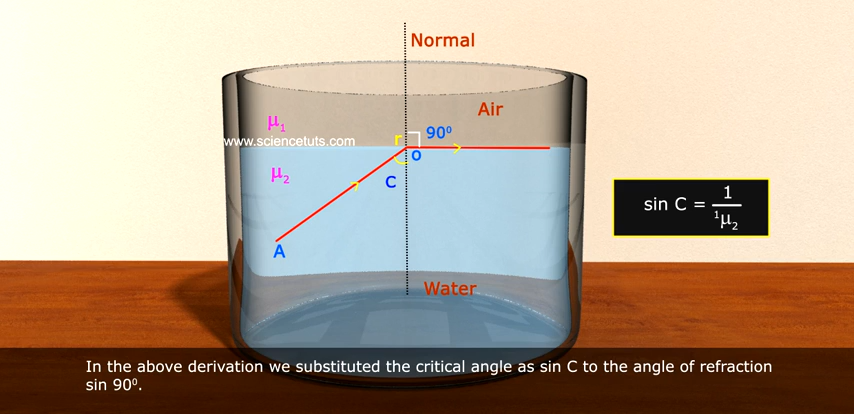 Normal
Air
μ₁
www.sciencetuts.com
r
90⁰
O
μ₂
C
A
sin C = 1 / ¹μ₂
Water
In the above derivation we substituted the critical angle as sin C to the angle of refraction
sin 90⁰.